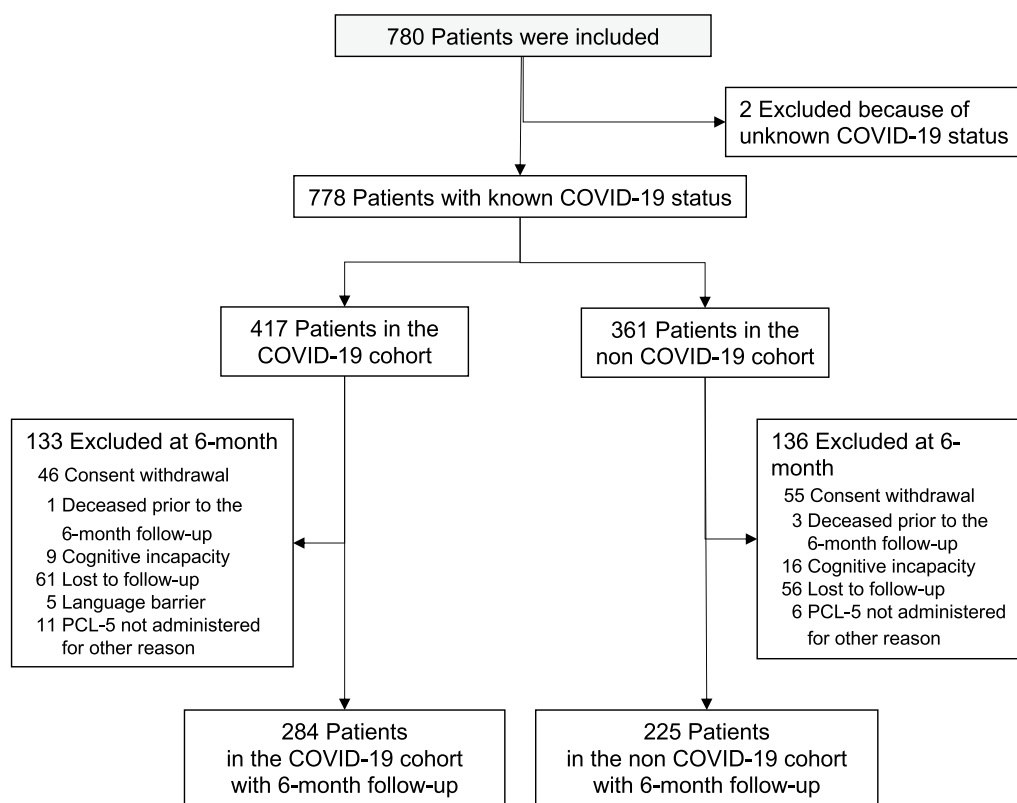 780 Patients were included
2 Excluded because of
unknown COVID-19 status
778 Patients with known COVID-19 status
417 Patients in the
COVID-19 cohort
361 Patients in the
non COVID-19 cohort
133 Excluded at 6-month
46 Consent withdrawal
1 Deceased prior to the
6-month follow-up
9 Cognitive incapacity
61 Lost to follow-up
5 Language barrier
11 PCL-5 not administered
for other reason
136 Excluded at 6-
month
55 Consent withdrawal
3 Deceased prior to the
6-month follow-up
16 Cognitive incapacity
56 Lost to follow-up
6 PCL-5 not administered
for other reason
284 Patients
in the COVID-19 cohort
with 6-month follow-up
225 Patients
in the non COVID-19 cohort
with 6-month follow-up